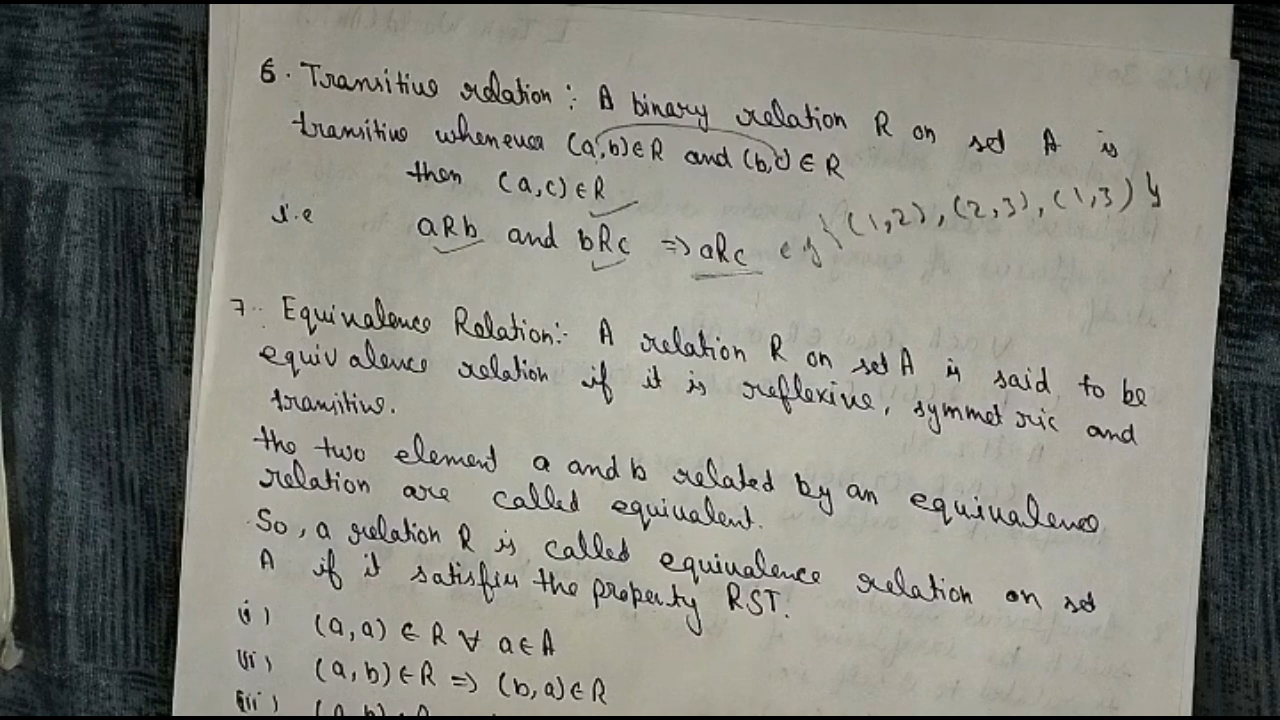 6. Transitive relation : A binary relation R on set A is
transitive whenever (a,b)∈R and (b,c)∈R
then (a,c)∈R
i.e aRb and bRc => aRc eg {(1,2),(2,3),(1,3)}
7. Equivalence Relation:- A relation R on set A is said to be
equivalence relation if it is reflexive, symmetric and
transitive.
the two element a and b related by an equivalence
relation are called equivalent.
So, a relation R is called equivalence relation on set
A if it satisfies the property RST.
(i) (a,a) ∈ R ∀ a∈A
(ii) (a,b)∈R => (b,a)∈R
(iii) (a,b)